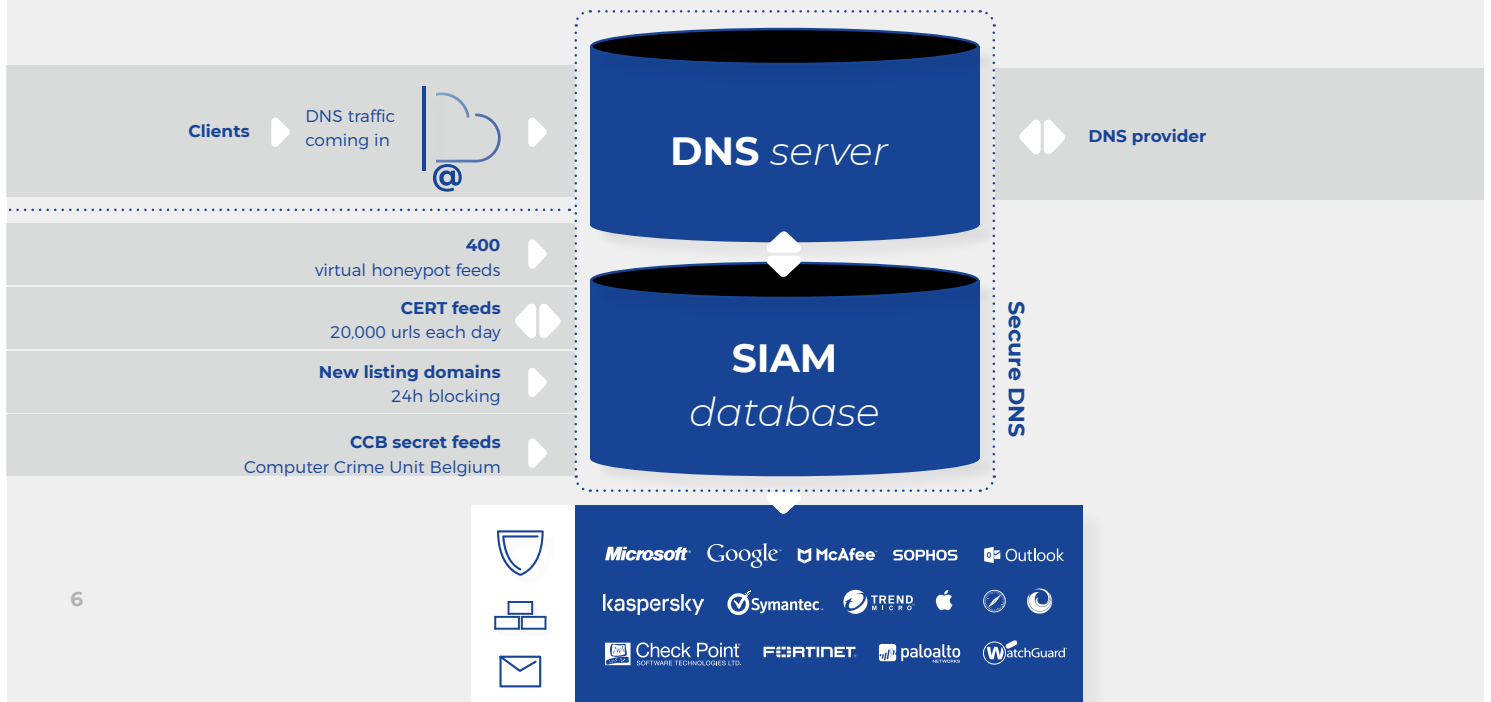 Clients
DNS traffic
coming in
@
DNS server
DNS provider
400
virtual honeypot feeds
CERT feeds
20,000 urls each day
New listing domains
24h blocking
CCB secret feeds
Computer Crime Unit Belgium
SIAM
database
Secure DNS
Microsoft Google McAfee SOPHOS Outlook
kaspersky Symantec. TREND MICRO
Check Point
SOFTWARE TECHNOLOGIES LTD.
FORTINET paloalto NETWORKS WatchGuard
6